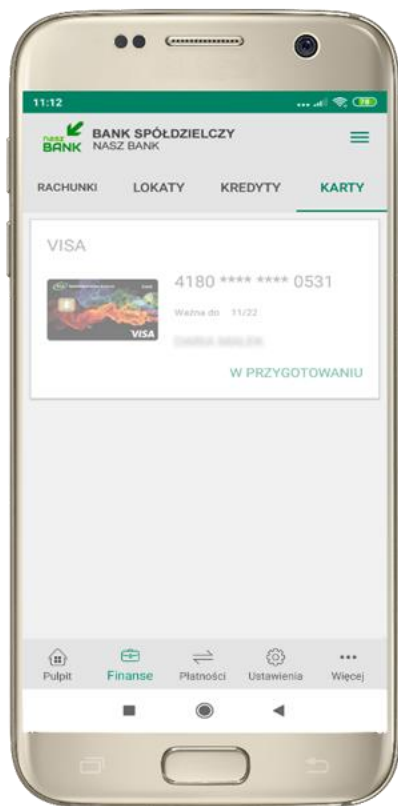 11:12
78
nasz
BANK
BANK SPÓŁDZIELCZY
NASZ BANK
RACHUNKI LOKATY KREDYTY KARTY
VISA
4180 **** **** 0531
Ważna do 11/22
VISA
W PRZYGOTOWANIU
Pulpit Finanse Płatności Ustawienia Więcej